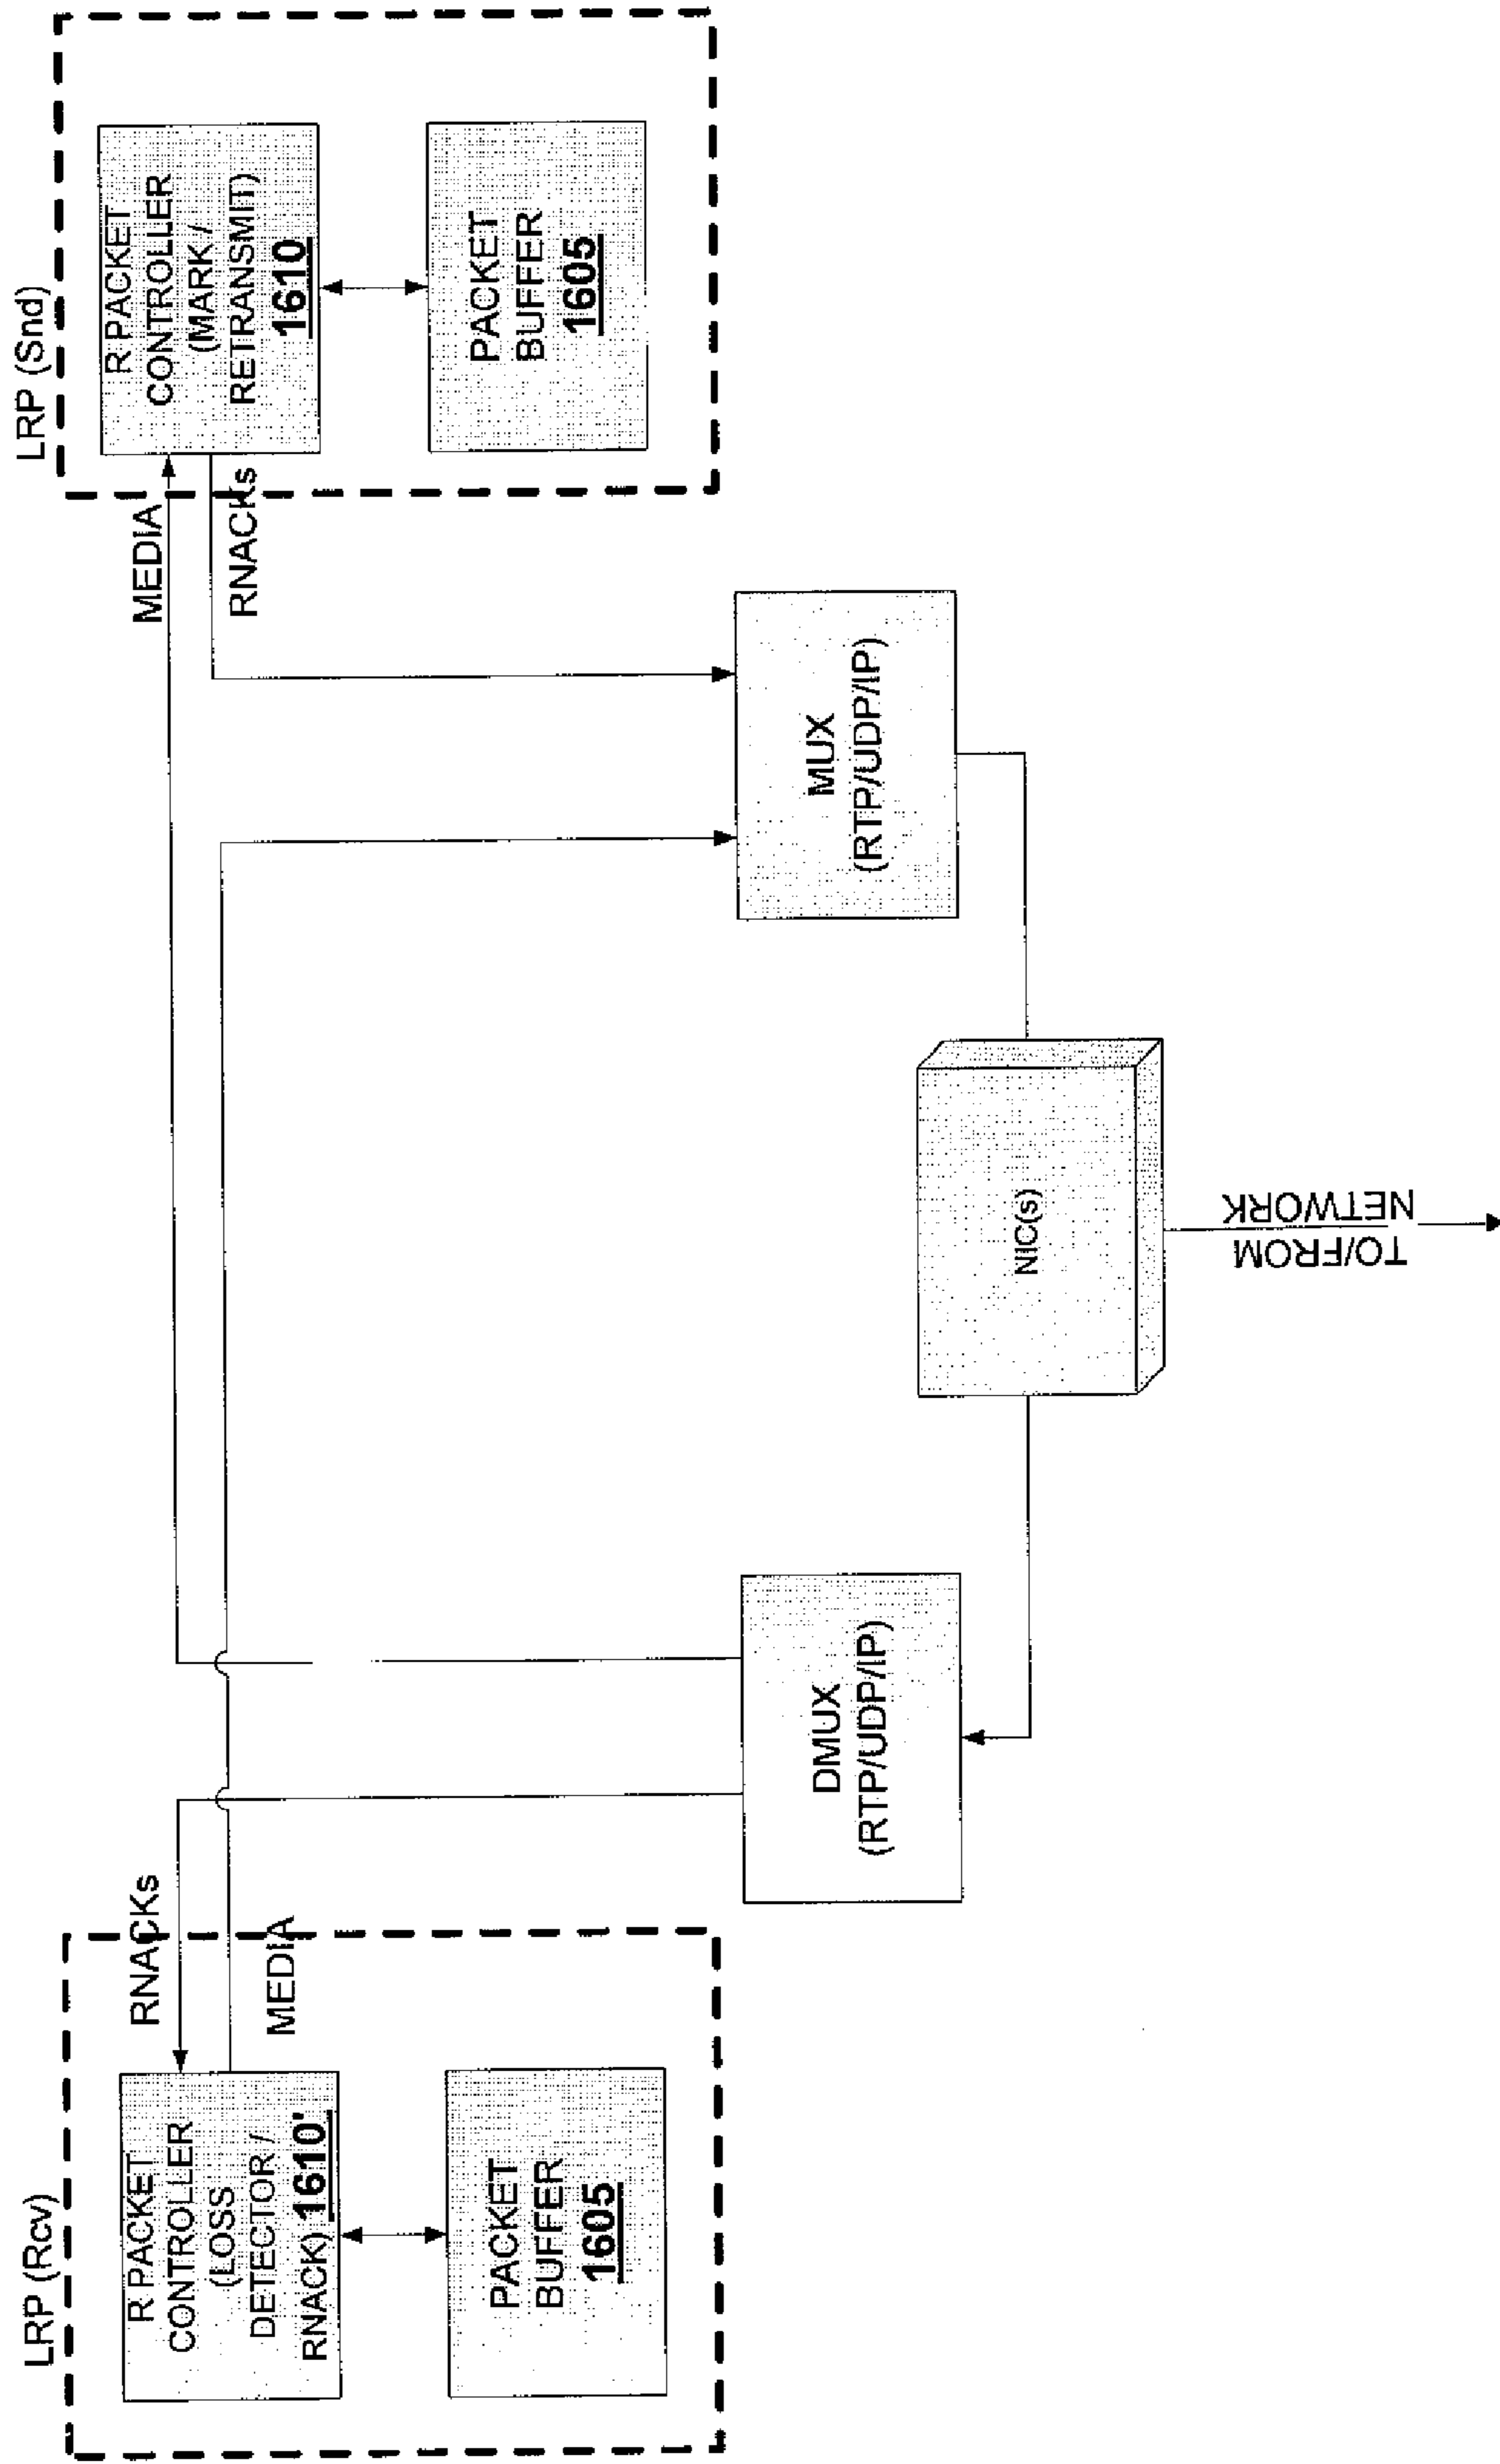 LRP (Rcv)
R PACKET
CONTROLLER
(LOSS
DETECTOR /
RNACK) 1610'
PACKET
BUFFER
1605
RNACKs
MEDIA
DMUX
(RTP/UDP/IP)
NIC(s)
TO/FROM
NETWORK
MUX
(RTP/UDP/IP)
MEDIA
RNACKs
LRP (Snd)
R PACKET
CONTROLLER
(MARK /
RETRANSMIT)
1610
PACKET
BUFFER
1605